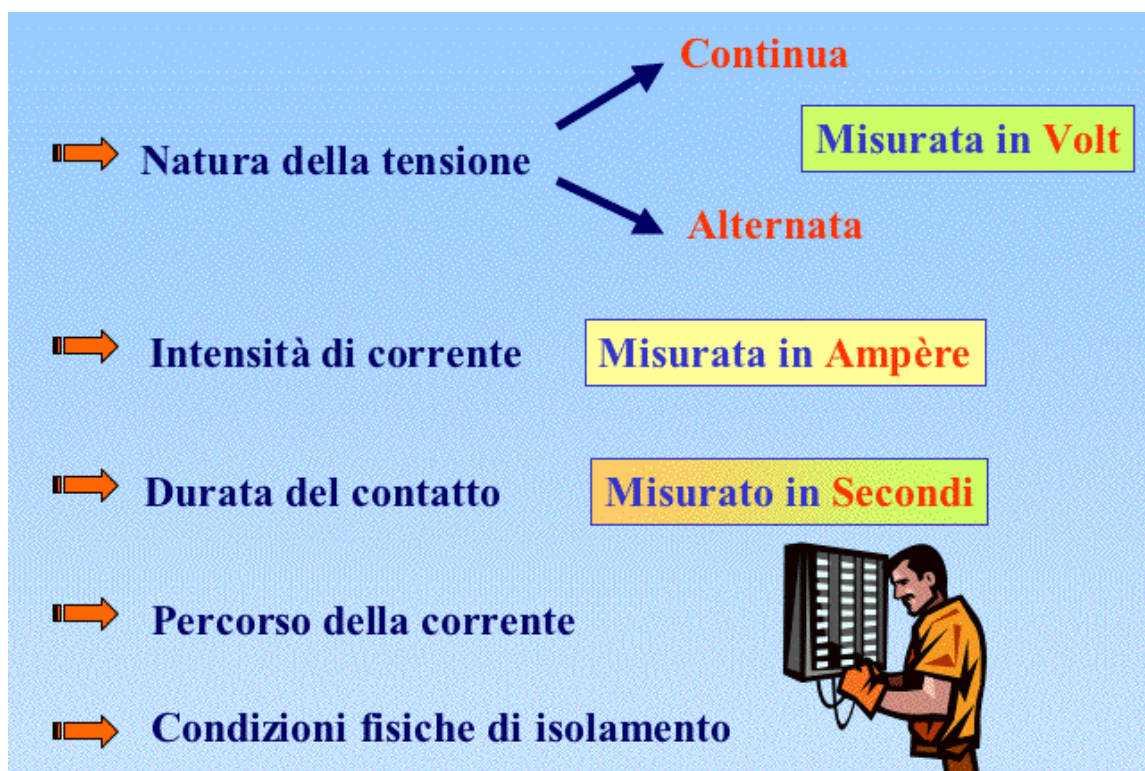 Continua
Natura della tensione
Misurata in Volt
Alternata
Intensità di corrente
Misurata in Ampère
Durata del contatto
Misurato in Secondi
Percorso della corrente
Condizioni fisiche di isolamento